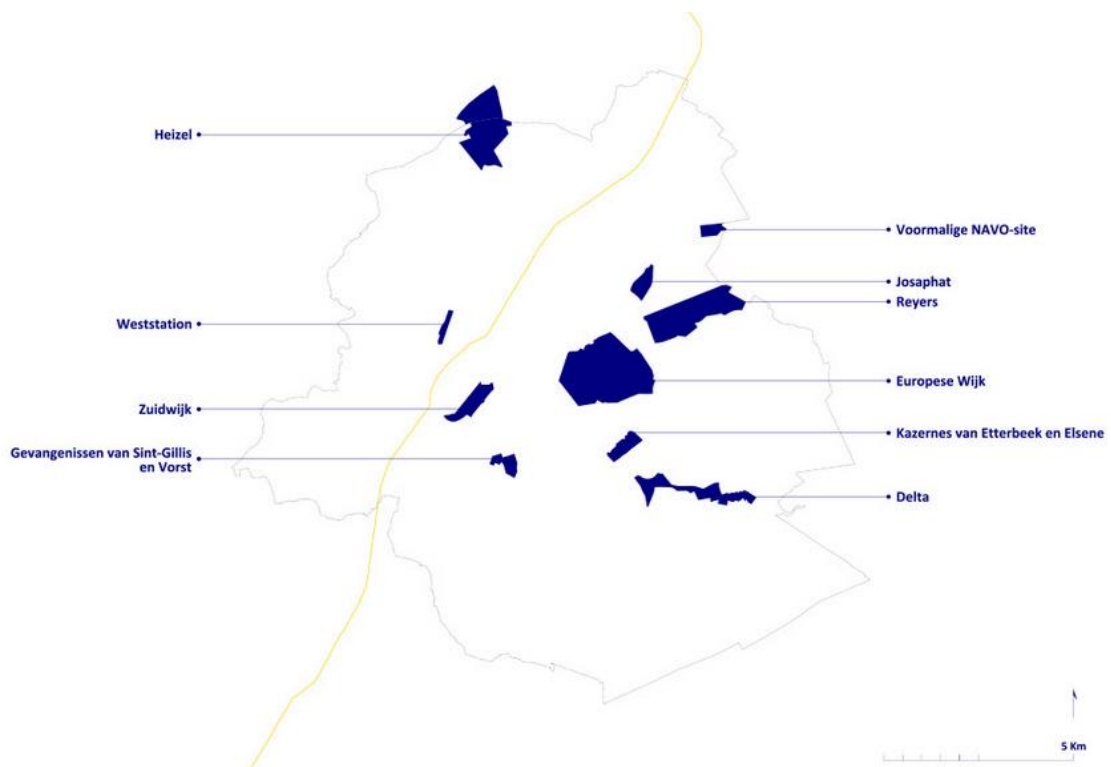 Heizel
Voormalige NAVO-site
Josaphat
Reyers
Weststation
Europese Wijk
Zuidwijk
Kazernes van Etterbeek en Elsene
Gevangenissen van Sint-Gillis
en Vorst
Delta
5 Km